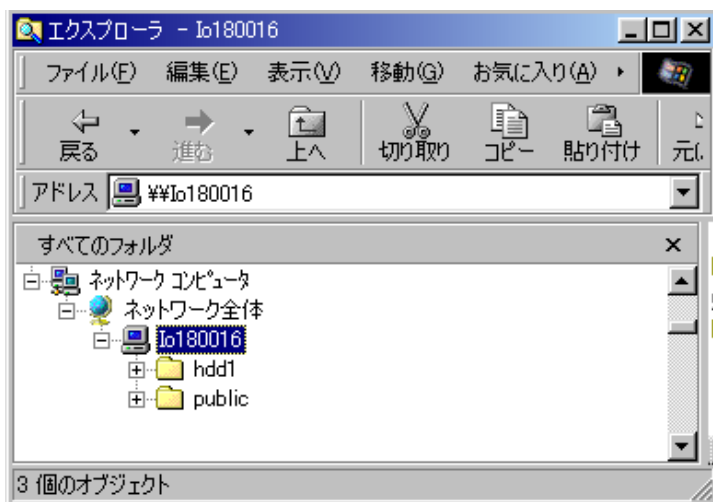 エクスプローラ - Io180016
ファイル(F) 編集(E) 表示(V) 移動(G) お気に入り(A)
戻る 進む 上へ 切り取り コピー 貼り付け 元(
アドレス ¥¥Io180016
すべてのフォルダ
ネットワーク コンピュータ
ネットワーク全体
Io180016
hdd1
public
3 個のオブジェクト